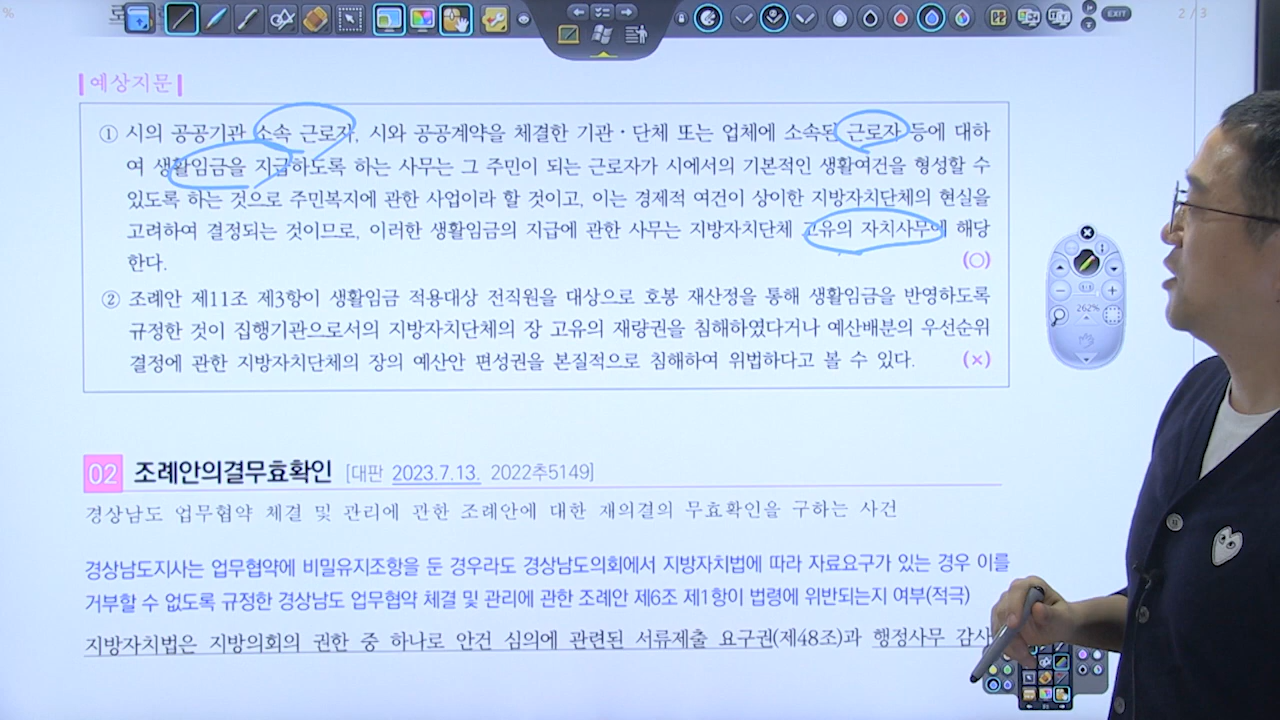 %
2 / 3
EXIT
예상지문
① 시의 공공기관 소속 근로자, 시와 공공계약을 체결한 기관·단체 또는 업체에 소속된 근로자 등에 대하
여 생활임금을 지급하도록 하는 사무는 그 주민이 되는 근로자가 시에서의 기본적인 생활여건을 형성할 수
있도록 하는 것으로 주민복지에 관한 사업이라 할 것이고, 이는 경제적 여건이 상이한 지방자치단체의 현실을
고려하여 결정되는 것이므로, 이러한 생활임금의 지급에 관한 사무는 지방자치단체 고유의 자치사무에 해당
한다. (○)
② 조례안 제11조 제3항이 생활임금 적용대상 전직원을 대상으로 호봉 재산정을 통해 생활임금을 반영하도록
규정한 것이 집행기관으로서의 지방자치단체의 장 고유의 재량권을 침해하였다거나 예산배분의 우선순위
결정에 관한 지방자치단체의 장의 예산안 편성권을 본질적으로 침해하여 위법하다고 볼 수 있다. (×)
262%
02 조례안의결무효확인 [대판 2023.7.13. 2022추5149]
경상남도 업무협약 체결 및 관리에 관한 조례안에 대한 재의결의 무효확인을 구하는 사건
경상남도지사는 업무협약에 비밀유지조항을 둔 경우라도 경상남도의회에서 지방자치법에 따라 자료요구가 있는 경우 이를
거부할 수 없도록 규정한 경상남도 업무협약 체결 및 관리에 관한 조례안 제6조 제1항이 법령에 위반되는지 여부(적극)
지방자치법은 지방의회의 권한 중 하나로 안건 심의에 관련된 서류제출 요구권(제48조)과 행정사무 감사